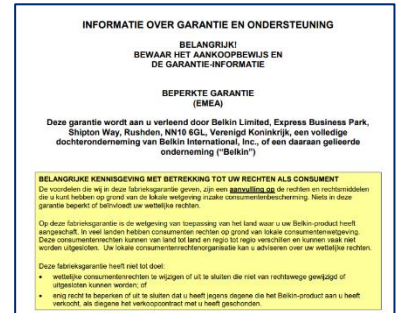 INFORMATIE OVER GARANTIE EN ONDERSTEUNING
BELANGRIJK!
BEWAAR HET AANKOOPBEWIJS EN
DE GARANTIE-INFORMATIE
BEPERKTE GARANTIE
(EMEA)
Deze garantie wordt aan u verleend door Belkin Limited, Express Business Park,
Shipton Way, Rushden, NN10 6GL, Verenigd Koninkrijk, een volledige
dochteronderneming van Belkin International, Inc., of een daaraan gelieerde
onderneming ("Belkin")
BELANGRIJKE KENNISGEVING MET BETREKKING TOT UW RECHTEN ALS CONSUMENT
De voordelen die wij in deze fabrieksgarantie geven, zijn een aanvulling op de rechten en rechtsmiddelen
die u kunt hebben op grond van de lokale wetgeving inzake consumentenbescherming. Niets in deze
garantie beperkt of beïnvloedt uw wettelijke rechten.
Op deze fabrieksgarantie is de wetgeving van toepassing van het land waar u uw Belkin-product heeft
aangeschaft. In veel landen hebben consumenten rechten op grond van lokale consumentenwetgeving.
Deze consumentenrechten kunnen van land tot land en regio tot regio verschillen en kunnen vaak niet
worden uitgesloten. Uw lokale consumentenrechtenorganisatie kan u adviseren over uw wettelijke rechten.
Deze fabrieksgarantie heeft niet tot doel:
• wettelijke consumentenrechten te wijzigen of uit te sluiten die niet van rechtswege gewijzigd of
uitgesloten kunnen worden; of
• enig recht te beperken of uit te sluiten dat u heeft jegens degene die het Belkin-product aan u heeft
verkocht, als diegene het verkoopcontract met u heeft geschonden.